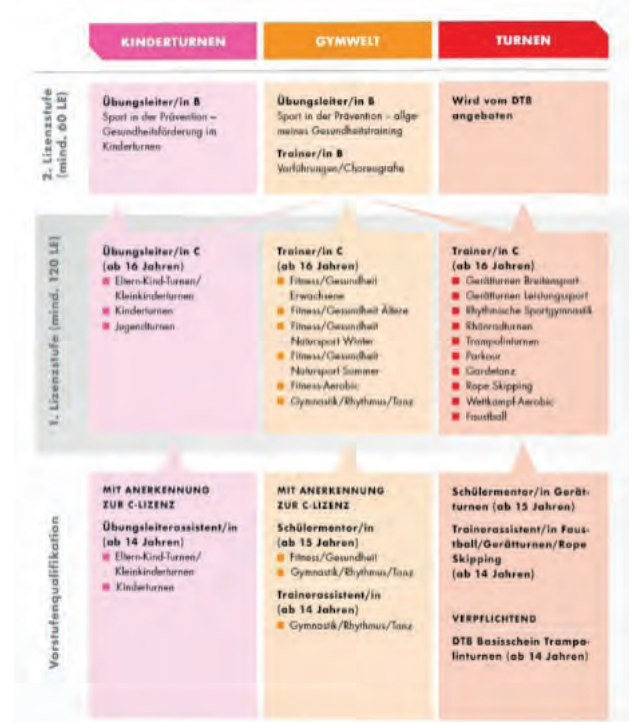 KINDERTURNEN
GYMWELT
TURNEN
2. Lizenzstufe
(mind. 60 LE)
Übungsleiter/in B
Sport in der Prävention –
Gesundheitsförderung im
Kinderturnen
Übungsleiter/in B
Sport in der Prävention – allge-
meines Gesundheitstraining
Trainer/in B
Vorführungen/Choreografie
Wird vom DTB
angeboten
1. Lizenzstufe (mind. 120 LE)
Übungsleiter/in C
(ab 16 Jahren)
Eltern-Kind-Turnen/
Kleinkinderturnen
Kinderturnen
Jugendturnen
Trainer/in C
(ab 16 Jahren)
Fitness/Gesundheit
Erwachsene
Fitness/Gesundheit Ältere
Fitness/Gesundheit
Natursport Winter
Fitness/Gesundheit
Natursport Sommer
Fitness-Aerobic
Gymnastik/Rhythmus/Tanz
Trainer/in C
(ab 16 Jahren)
Gerätturnen Breitensport
Gerätturnen Leistungssport
Rhythmische Sportgymnastik
Rhönradturnen
Trampolinturnen
Parkour
Gardetanz
Rope Skipping
Wettkampf-Aerobic
Faustball
Vorstufenqualifikation
MIT ANERKENNUNG
ZUR C-LIZENZ
Übungsleiterassistent/in
(ab 14 Jahren)
Eltern-Kind-Turnen/
Kleinkinderturnen
Kinderturnen
MIT ANERKENNUNG
ZUR C-LIZENZ
Schülermentor/in
(ab 15 Jahren)
Fitness/Gesundheit
Gymnastik/Rhythmus/Tanz
Trainerassistent/in
(ab 14 Jahren)
Gymnastik/Rhythmus/Tanz
Schülermentor/in Gerät-
turnen (ab 15 Jahren)
Trainerassistent/in Faus-
tball/Gerätturnen/Rope
Skipping
(ab 14 Jahren)
VERPFLICHTEND
DTB Basisschein Trampo-
linturnen (ab 14 Jahren)